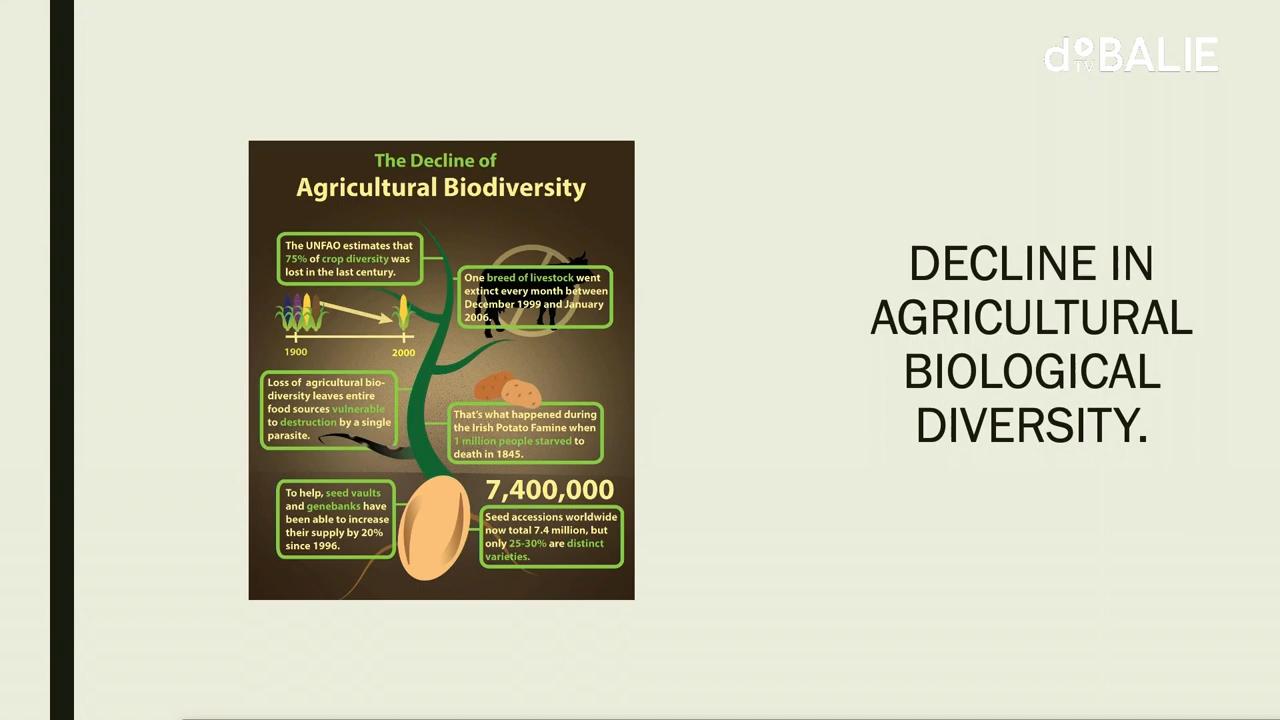 de BALIE
TV
The Decline of
Agricultural Biodiversity
The UNFAO estimates that
75% of crop diversity was
lost in the last century.
One breed of livestock went
extinct every month between
December 1999 and January
2006.
1900
2000
Loss of agricultural bio-
diversity leaves entire
food sources vulnerable
to destruction by a single
parasite.
That's what happened during
the Irish Potato Famine when
1 million people starved to
death in 1845.
To help, seed vaults
and genebanks have
been able to increase
their supply by 20%
since 1996.
7,400,000
Seed accessions worldwide
now total 7.4 million, but
only 25-30% are distinct
varieties.
DECLINE IN
AGRICULTURAL
BIOLOGICAL
DIVERSITY.